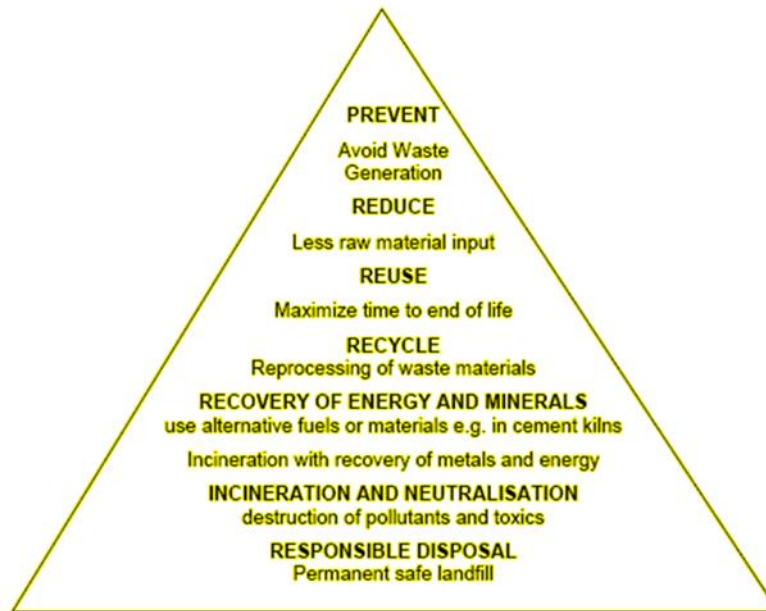 PREVENT
Avoid Waste
Generation
REDUCE
Less raw material input
REUSE
Maximize time to end of life
RECYCLE
Reprocessing of waste materials
RECOVERY OF ENERGY AND MINERALS
use alternative fuels or materials e.g. in cement kilns
Incineration with recovery of metals and energy
INCINERATION AND NEUTRALISATION
destruction of pollutants and toxics
RESPONSIBLE DISPOSAL
Permanent safe landfill